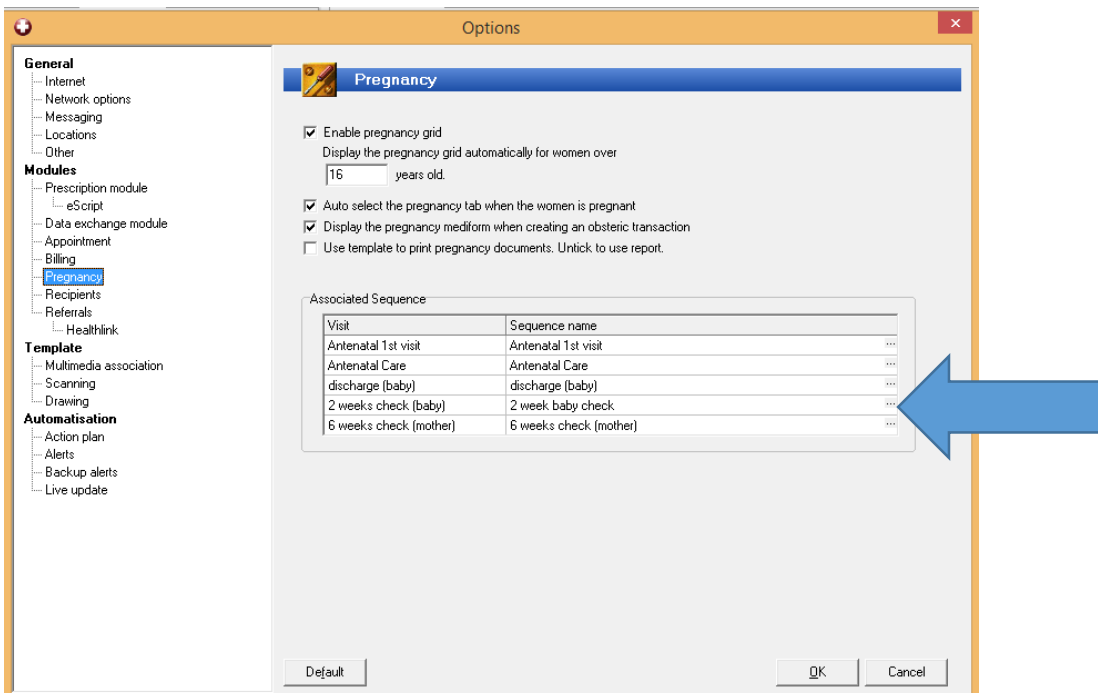 Options
General
Internet
Network options
Messaging
Locations
Other
Modules
Prescription module
eScript
Data exchange module
Appointment
Billing
Pregnancy
Recipients
Referrals
Healthlink
Template
Multimedia association
Scanning
Drawing
Automatisation
Action plan
Alerts
Backup alerts
Live update
Pregnancy
Enable pregnancy grid
Display the pregnancy grid automatically for women over
16 years old.
Auto select the pregnancy tab when the women is pregnant
Display the pregnancy mediform when creating an obsteric transaction
Use template to print pregnancy documents. Untick to use report.
Associated Sequence
Visit Sequence name
Antenatal 1st visit Antenatal 1st visit ...
Antenatal Care Antenatal Care ...
discharge (baby) discharge (baby) ...
2 weeks check (baby) 2 week baby check ...
6 weeks check (mother) 6 weeks check (mother) ...
Default OK Cancel